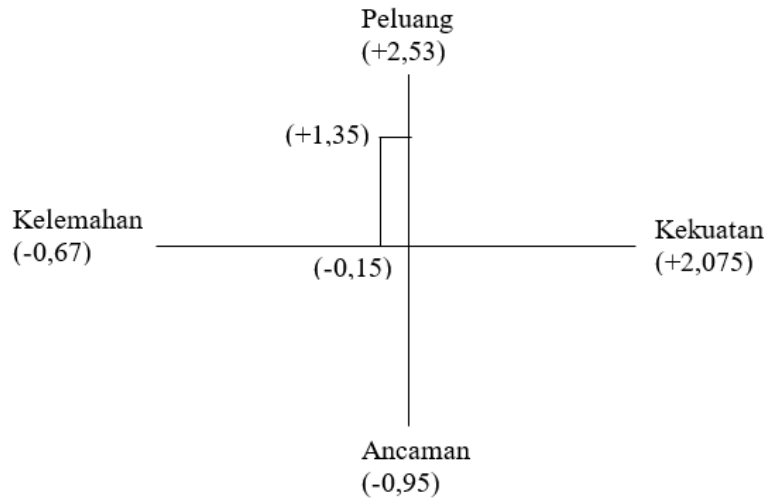 Peluang
(+2,53)
(+1,35)
Kelemahan
(-0,67)
Kekuatan
(+2,075)
(-0,15)
Ancaman
(-0,95)